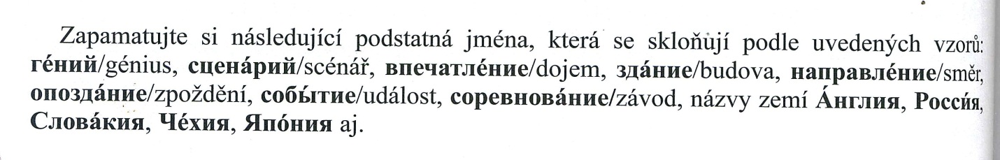 Zapamatujte si následující podstatná jména, která se skloňují podle uvedených vzorů:
ге́ний/génius, сцена́рий/scénář, впечатле́ние/dojem, зда́ние/budova, направле́ние/směr,
опозда́ние/zpoždění, собы́тие/událost, соревнова́ние/závod, názvy zemí А́нглия, Росси́я,
Слова́кия, Че́хия, Япо́ния aj.